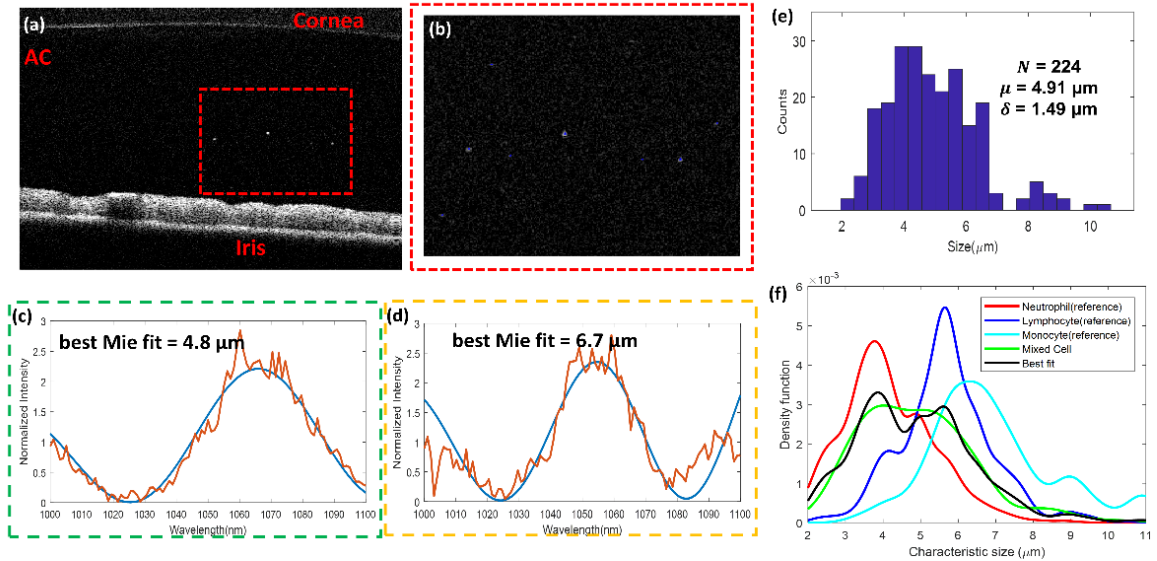 (a)
Cornea
AC
Iris
(b)
(e)
30
20
10
0
Counts
2 4 6 8 10
Size(μm)
N = 224
μ = 4.91 μm
δ = 1.49 μm
(c)
best Mie fit = 4.8 μm
3
2.5
2
1.5
1
0.5
0
Normalized Intensity
1000 1010 1020 1030 1040 1050 1060 1070 1080 1090 1100
Wavelength(nm)
(d)
best Mie fit = 6.7 μm
3
2.5
2
1.5
1
0.5
0
Normalized Intensity
1000 1010 1020 1030 1040 1050 1060 1070 1080 1090 1100
Wavelength(nm)
(f)
×10⁻³
6
5
4
3
2
1
0
Density function
Neutrophil(reference)
Lymphocyte(reference)
Monocyte(reference)
Mixed Cell
Best fit
2 3 4 5 6 7 8 9 10 11
Characteristic size (μm)